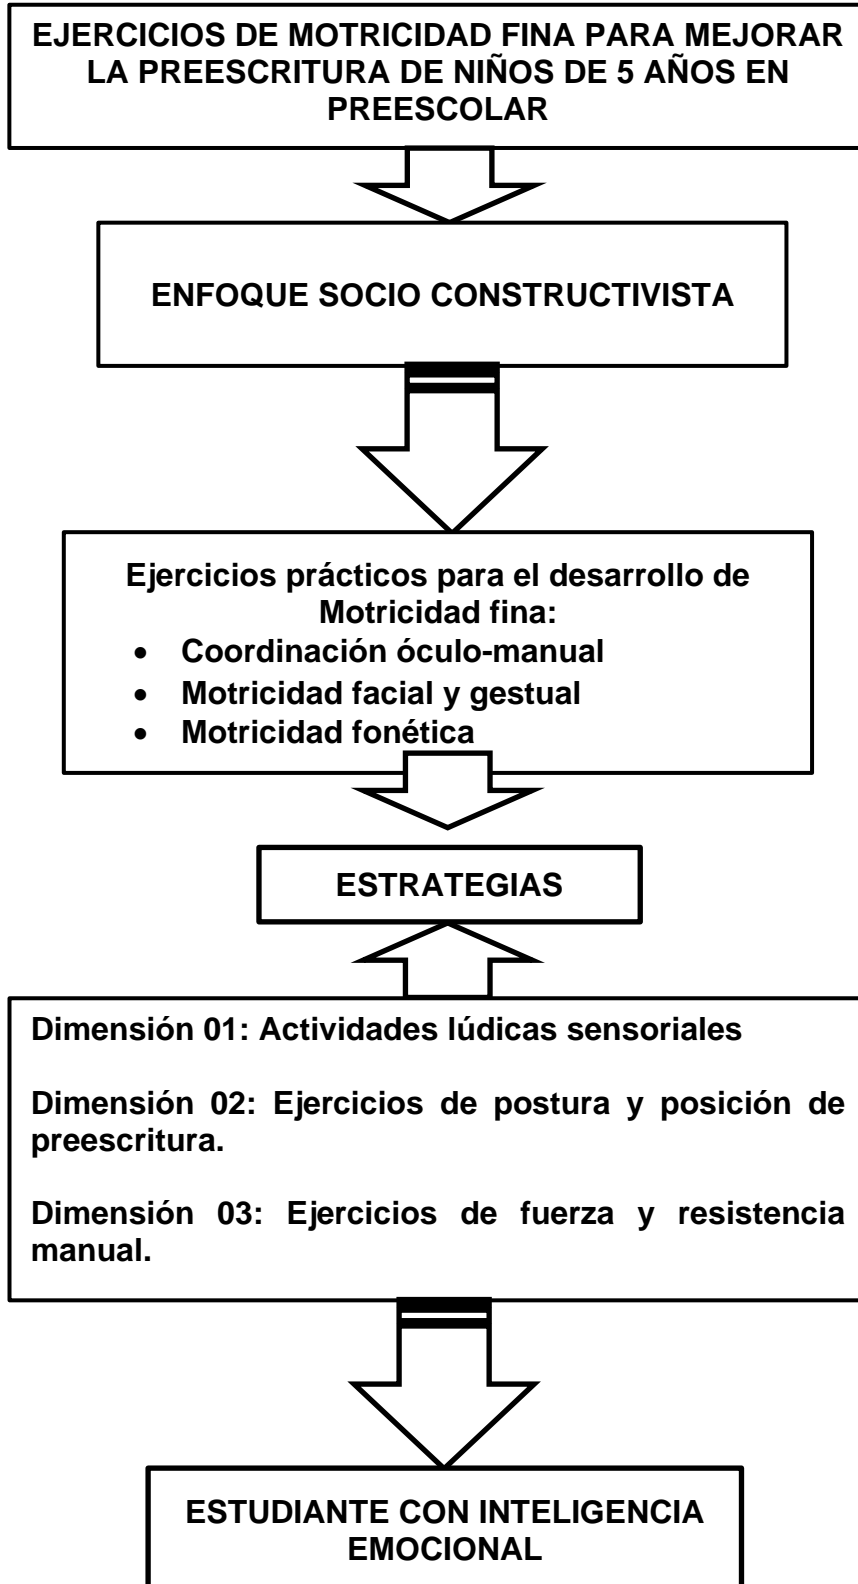 EJERCICIOS DE MOTRICIDAD FINA PARA MEJORAR
LA PREESCRITURA DE NIÑOS DE 5 AÑOS EN
PREESCOLAR
ENFOQUE SOCIO CONSTRUCTIVISTA
Ejercicios prácticos para el desarrollo de
Motricidad fina:
• Coordinación óculo-manual
• Motricidad facial y gestual
• Motricidad fonética
ESTRATEGIAS
Dimensión 01: Actividades lúdicas sensoriales
Dimensión 02: Ejercicios de postura y posición de
preescritura.
Dimensión 03: Ejercicios de fuerza y resistencia
manual.
ESTUDIANTE CON INTELIGENCIA
EMOCIONAL